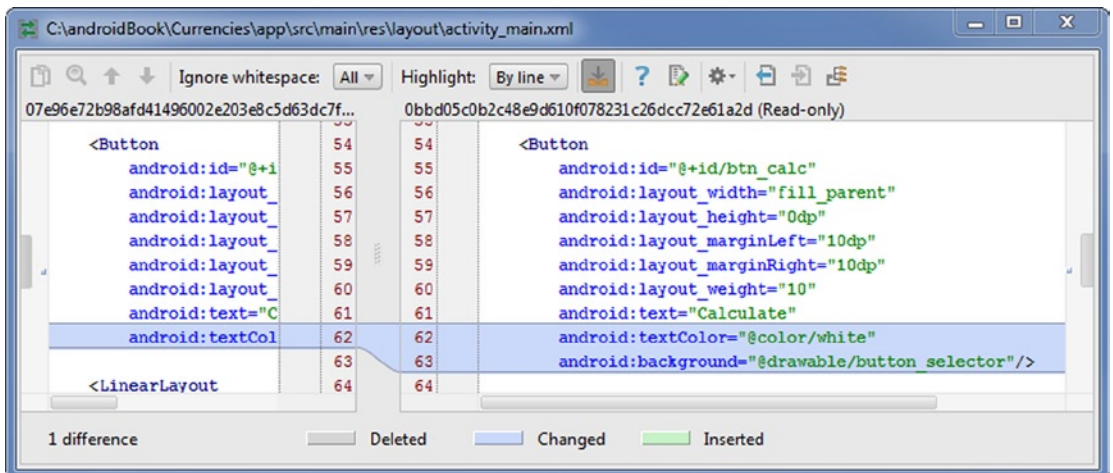 C:\androidBook\Currencies\app\src\main\res\layout\activity_main.xml
Ignore whitespace: All Highlight: By line ?
07e96e72b98afd41496002e203e8c5d63dc7f... 0bbd05c0b2c48e9d610f078231c26dcc72e61a2d (Read-only)
<Button 54 54 <Button
android:id="@+i 55 55 android:id="@+id/btn_calc"
android:layout_ 56 56 android:layout_width="fill_parent"
android:layout_ 57 57 android:layout_height="0dp"
android:layout_ 58 58 android:layout_marginLeft="10dp"
android:layout_ 59 59 android:layout_marginRight="10dp"
android:layout_ 60 60 android:layout_weight="10"
android:text="C 61 61 android:text="Calculate"
android:textCol 62 62 android:textColor="@color/white"
63 63 android:background="@drawable/button_selector"/>
<LinearLayout 64 64
1 difference Deleted Changed Inserted